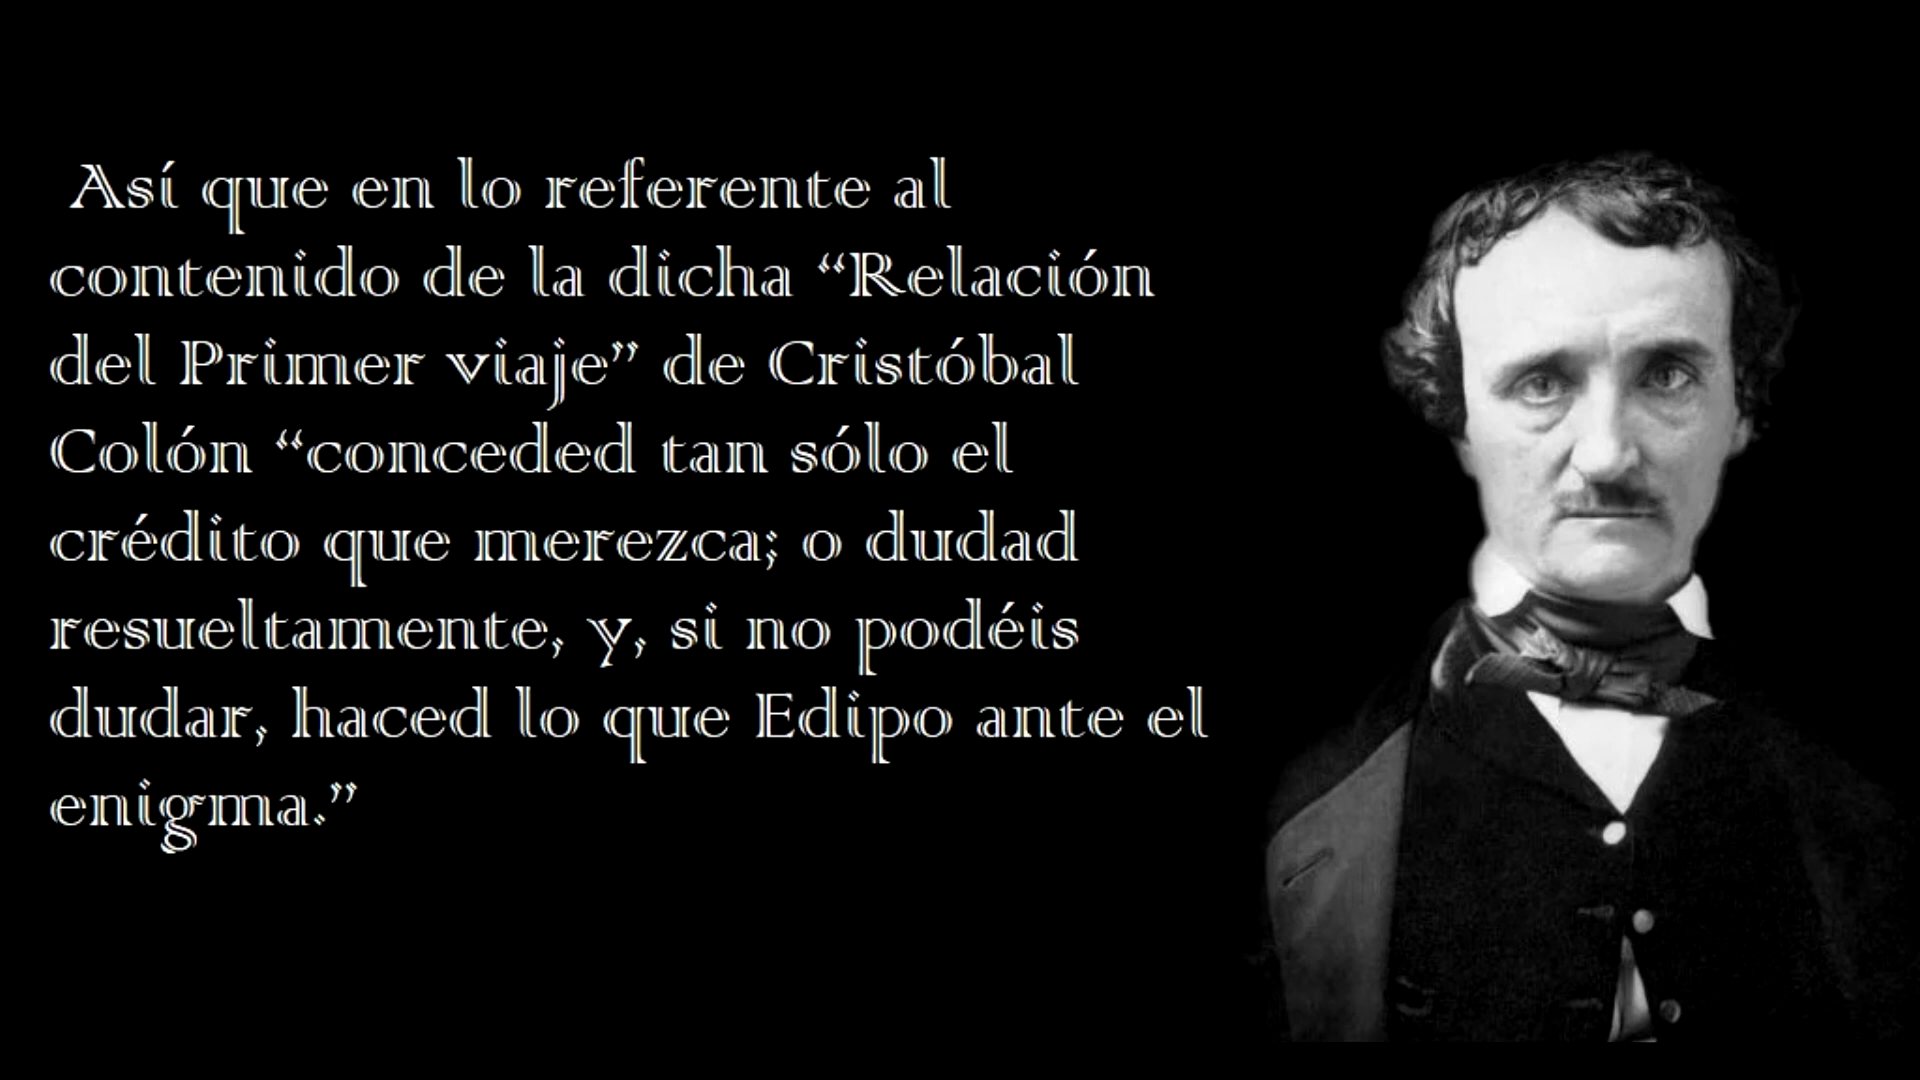 Así que en lo referente al
contenido de la dicha “Relación
del Primer viaje” de Cristóbal
Colón “conceded tan sólo el
crédito que merezca; o dudad
resueltamente, y, si no podéis
dudar, haced lo que Edipo ante el
enigma.”